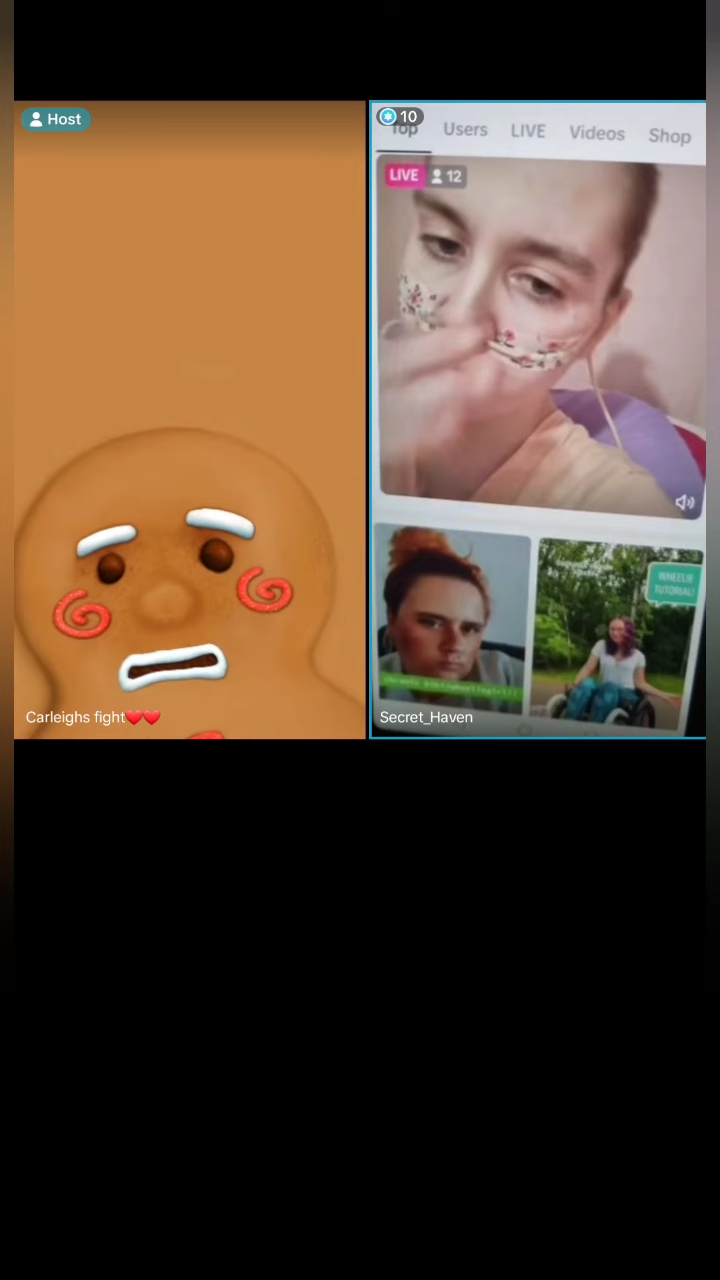 Host
10
Top Users LIVE Videos Shop
LIVE 12
WHEELIE
TUTORIAL!
Carleighs fight❤️❤️
Secret_Haven